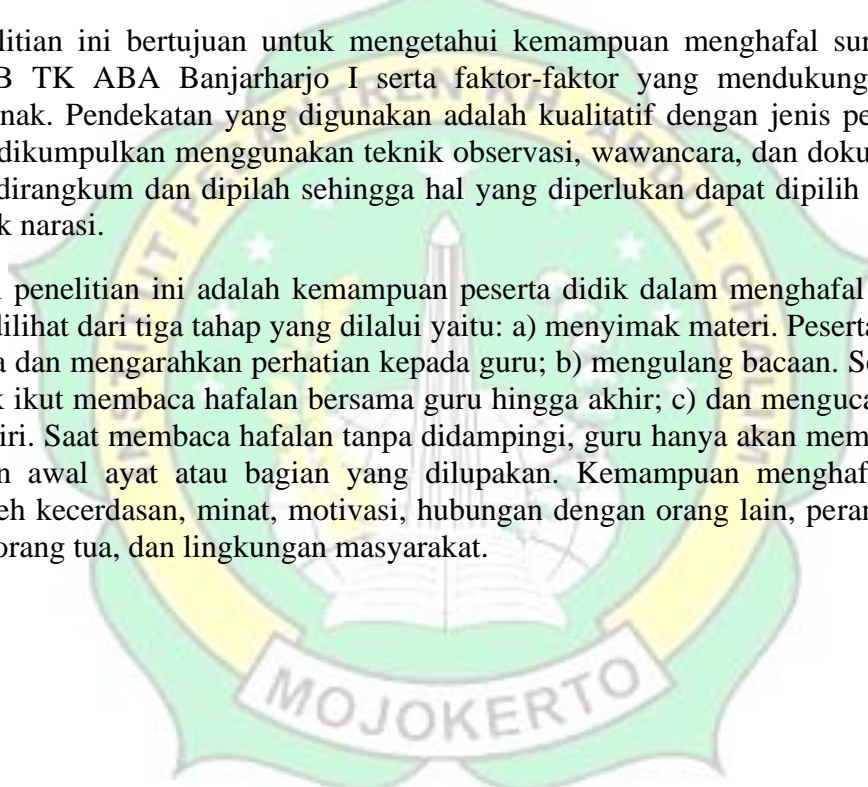 litian ini bertujuan untuk mengetahui kemampuan menghafal sur
B TK ABA Banjarharjo I serta faktor-faktor yang mendukung
nak. Pendekatan yang digunakan adalah kualitatif dengan jenis pe
dikumpulkan menggunakan teknik observasi, wawancara, dan doku
dirangkum dan dipilah sehingga hal yang diperlukan dapat dipilih
k narasi.
penelitian ini adalah kemampuan peserta didik dalam menghafal
dilihat dari tiga tahap yang dilalui yaitu: a) menyimak materi. Peserta
a dan mengarahkan perhatian kepada guru; b) mengulang bacaan. Se
k ikut membaca hafalan bersama guru hingga akhir; c) dan menguca
iri. Saat membaca hafalan tanpa didampingi, guru hanya akan mem
n awal ayat atau bagian yang dilupakan. Kemampuan menghaf
eh kecerdasan, minat, motivasi, hubungan dengan orang lain, peran
orang tua, dan lingkungan masyarakat.
INSTITUT PESANTREN KH. ABDUL CHALIM
MOJOKERTO